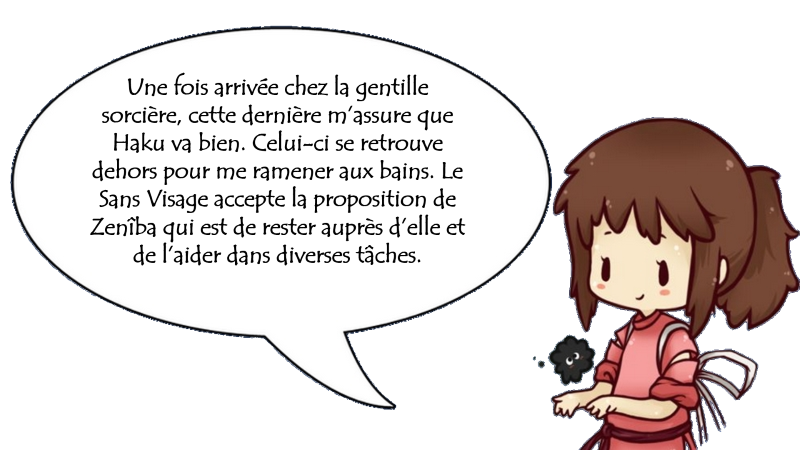 Une fois arrivée chez la gentille
sorcière, cette dernière m'assure que
Haku va bien. Celui-ci se retrouve
dehors pour me ramener aux bains. Le
Sans Visage accepte la proposition de
Zenîba qui est de rester auprès d'elle et
de l'aider dans diverses tâches.